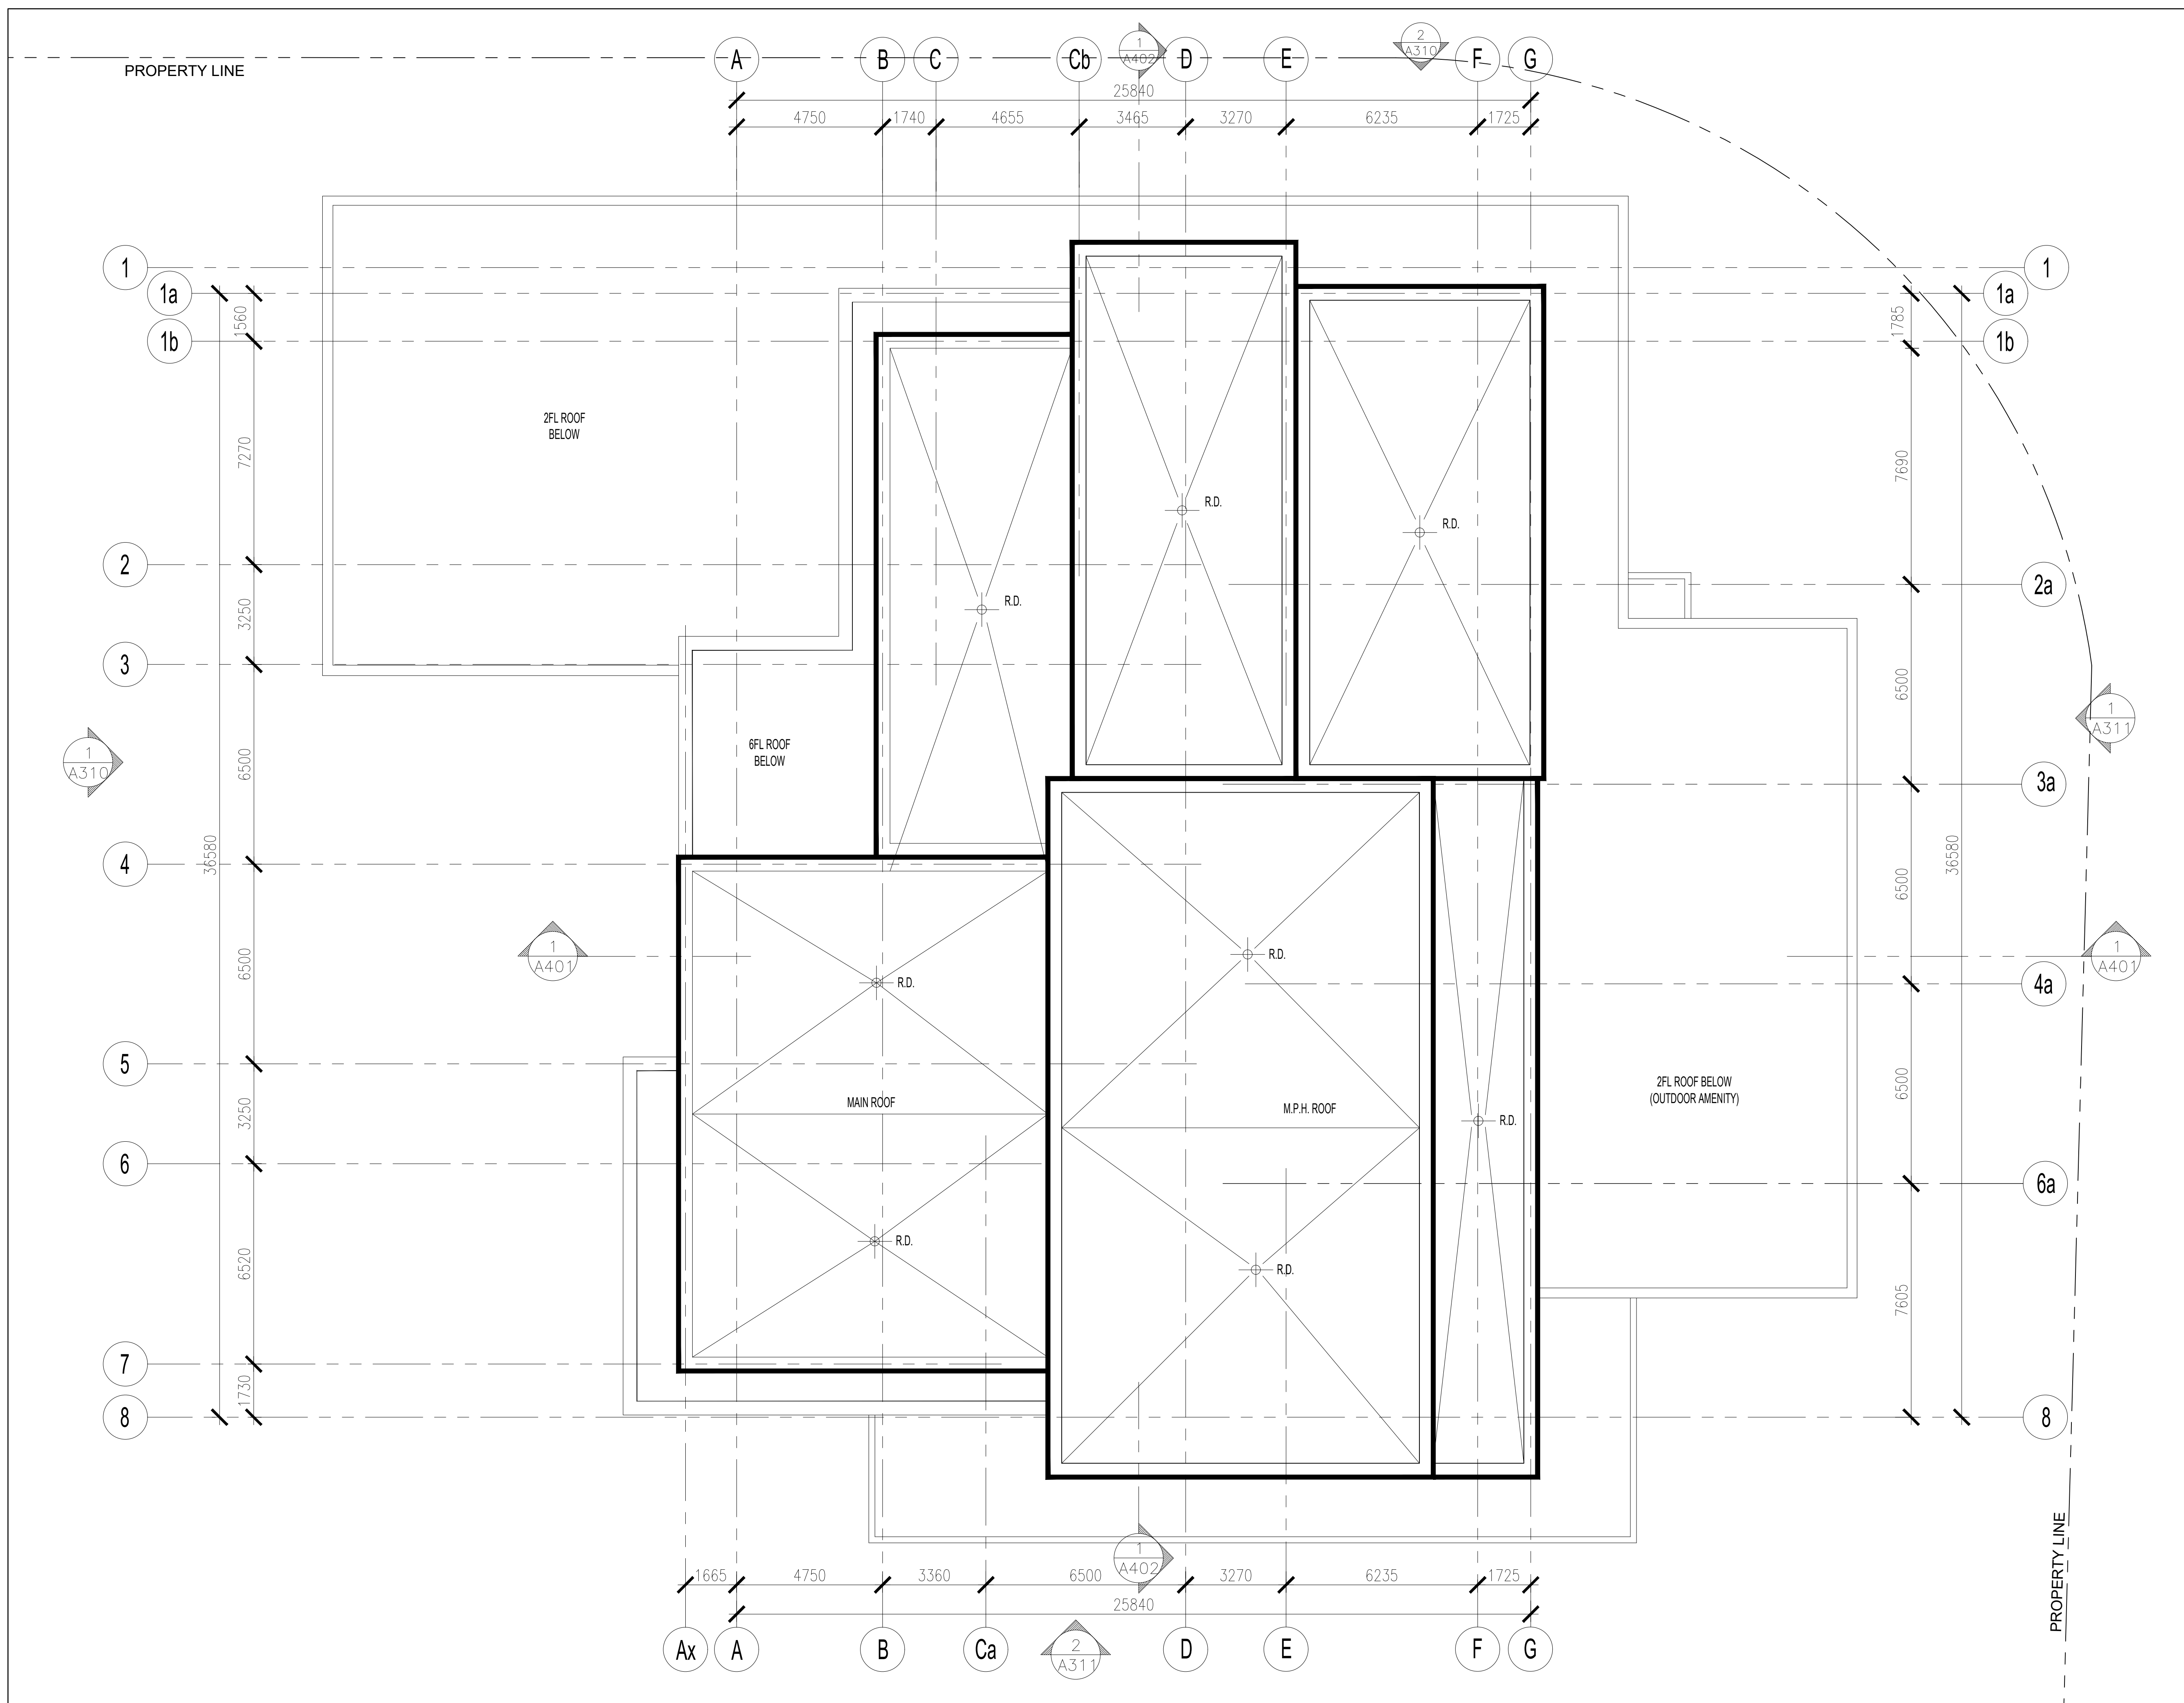 PROPERTY LINE
A
B
C
Cb
1
A402
D
E
2
A310
F
G
25840
4750
1740
4655
3465
3270
6235
1725
1
1
1a
1a
1560
1785
1b
1b
2FL ROOF
BELOW
7270
7690
R.D.
R.D.
2
2a
R.D.
3250
3
6500
1
A311
6FL ROOF
BELOW
1
A310
6500
3a
36580
36580
4
6500
1
A401
R.D.
R.D.
6500
1
A401
4a
5
6500
2FL ROOF BELOW
(OUTDOOR AMENITY)
MAIN ROOF
M.P.H. ROOF
3250
R.D.
6
6a
R.D.
R.D.
6520
7605
7
1730
8
8
PROPERTY LINE
1
A402
1665
4750
3360
6500
3270
6235
1725
25840
Ax
A
B
Ca
2
A311
D
E
F
G